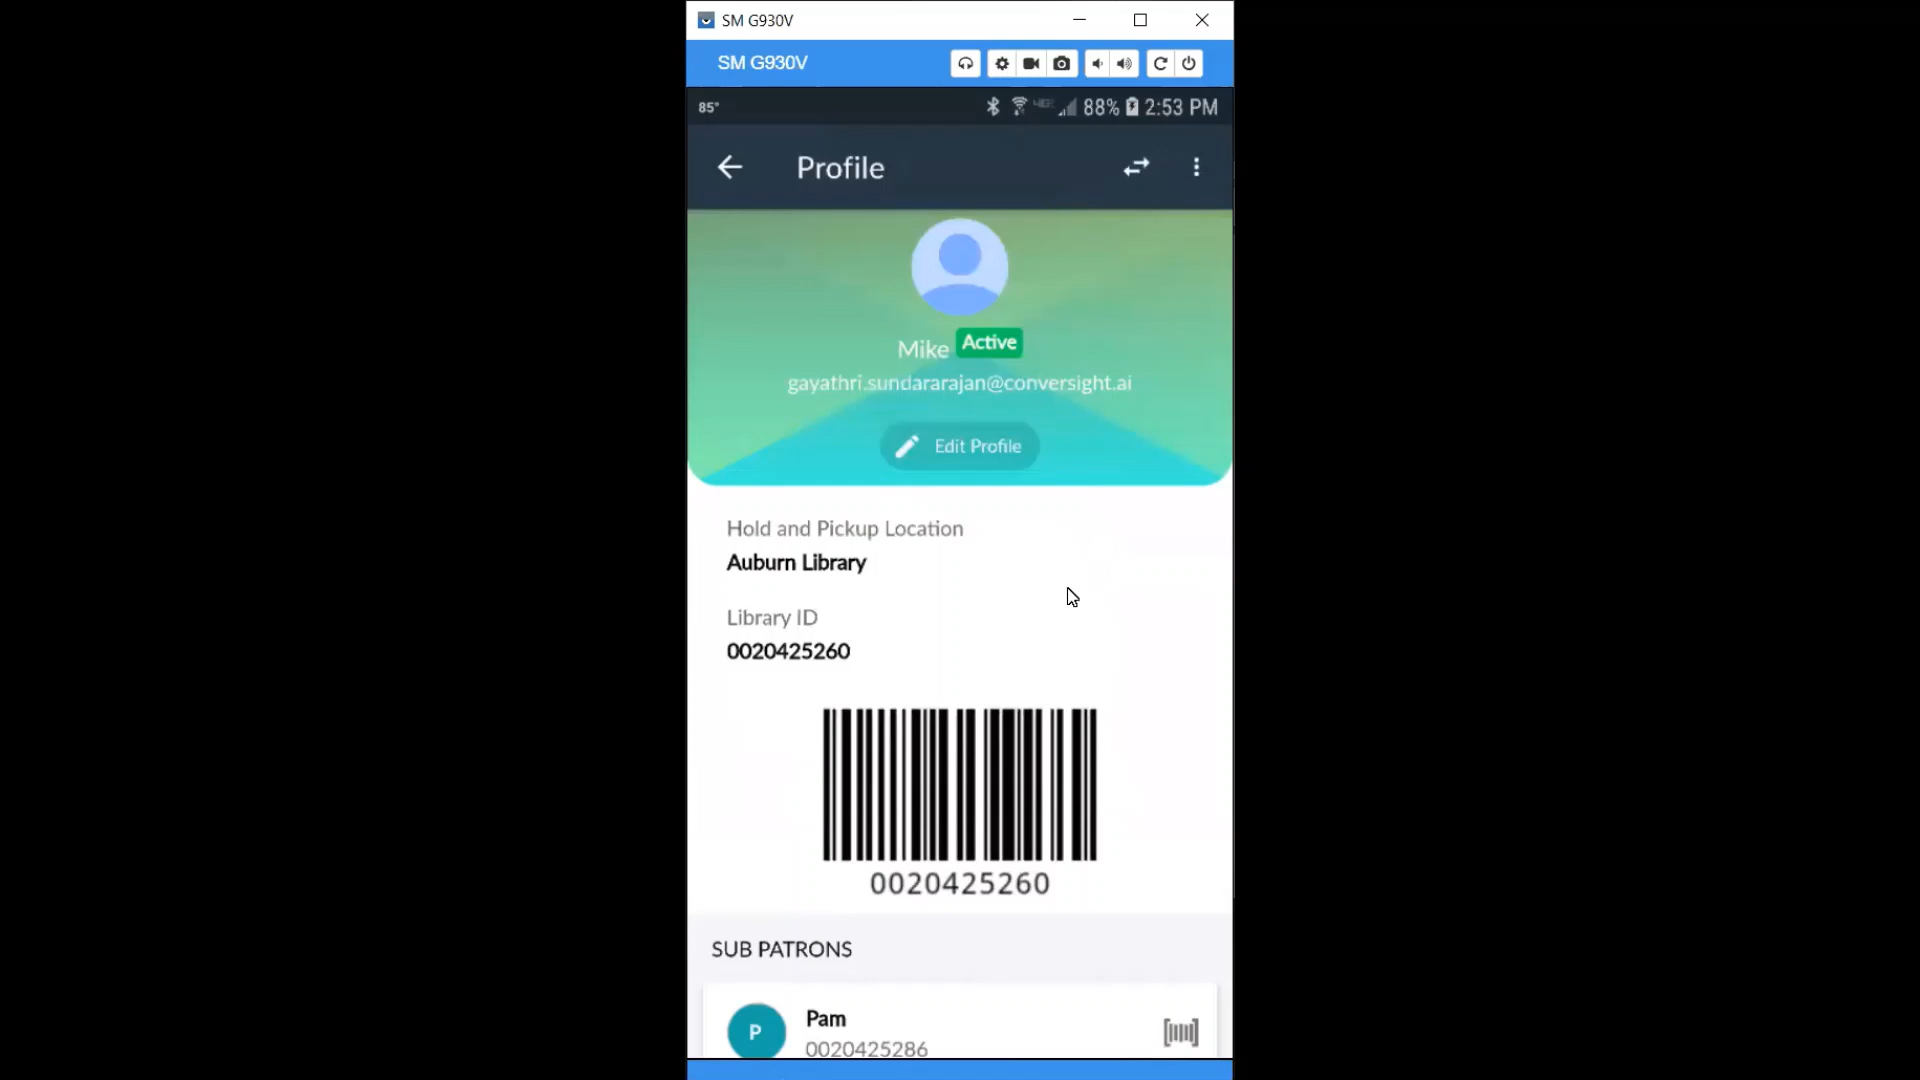 SM G930V
SM G930V
85°
88% 2:53 PM
Profile
Mike Active
gayathri.sundararajan@conversight.ai
Edit Profile
Hold and Pickup Location
Auburn Library
Library ID
0020425260
0020425260
SUB PATRONS
P
Pam
0020425286